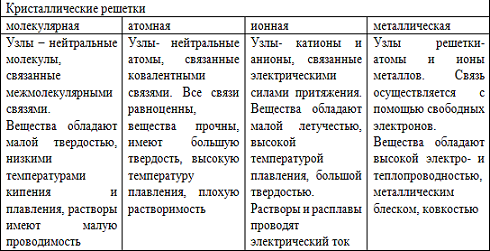 Кристаллические решетки
молекулярная
атомная
ионная
металлическая
Узлы – нейтральные
молекулы,
связанные
межмолекулярными
связями.
Вещества обладают
малой твердостью,
низкими
температурами
кипения и
плавления, растворы
имеют малую
проводимость
Узлы- нейтральные
атомы, связанные
ковалентными
связями. Все связи
равноценны,
вещества прочны,
имеют большую
твердость, высокую
температуру
плавления, плохую
растворимость
Узлы- катионы и
анионы, связанные
электрическими
силами притяжения.
Вещества обладают
малой летучестью,
высокой
температурой
плавления, большой
твердостью.
Растворы и расплавы
проводят
электрический ток
Узлы решетки-
атомы и ионы
металлов. Связь
осуществляется с
помощью свободных
электронов.
Вещества обладают
высокой электро- и
теплопроводностью,
металлическим
блеском, ковкостью